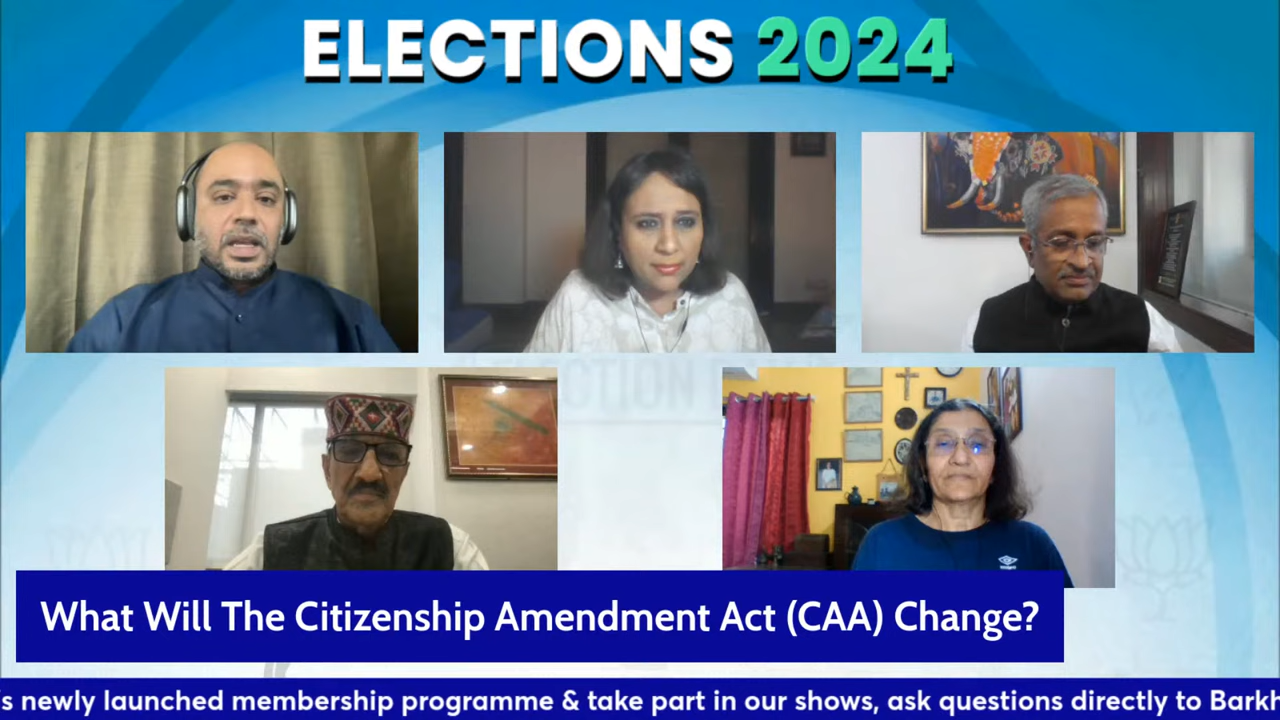 ELECTIONS 2024
What Will The Citizenship Amendment Act (CAA) Change?
's newly launched membership programme & take part in our shows, ask questions directly to Barkh